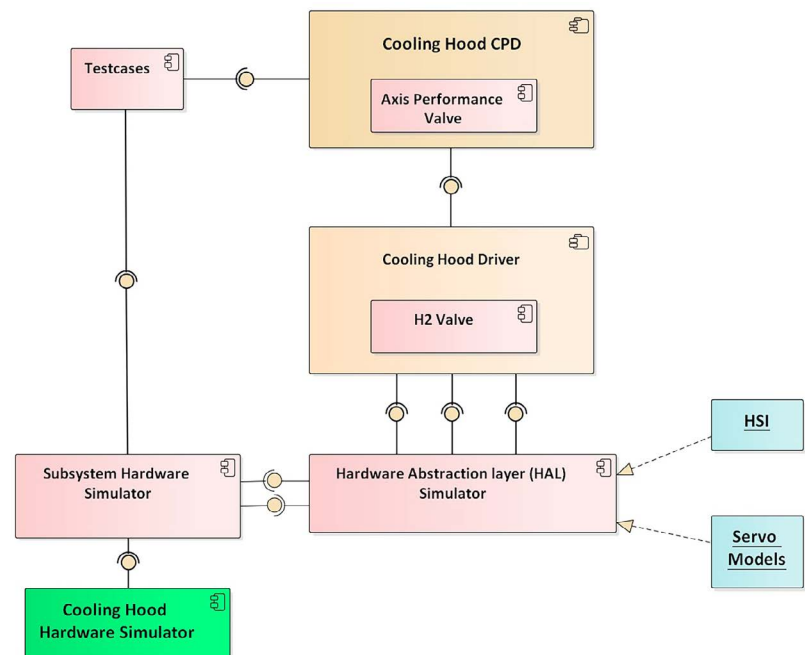 Cooling Hood CPD
Testcases
Axis Performance
Valve
Cooling Hood Driver
H2 Valve
HSI
Subsystem Hardware
Simulator
Hardware Abstraction layer (HAL)
Simulator
Servo
Models
Cooling Hood
Hardware Simulator